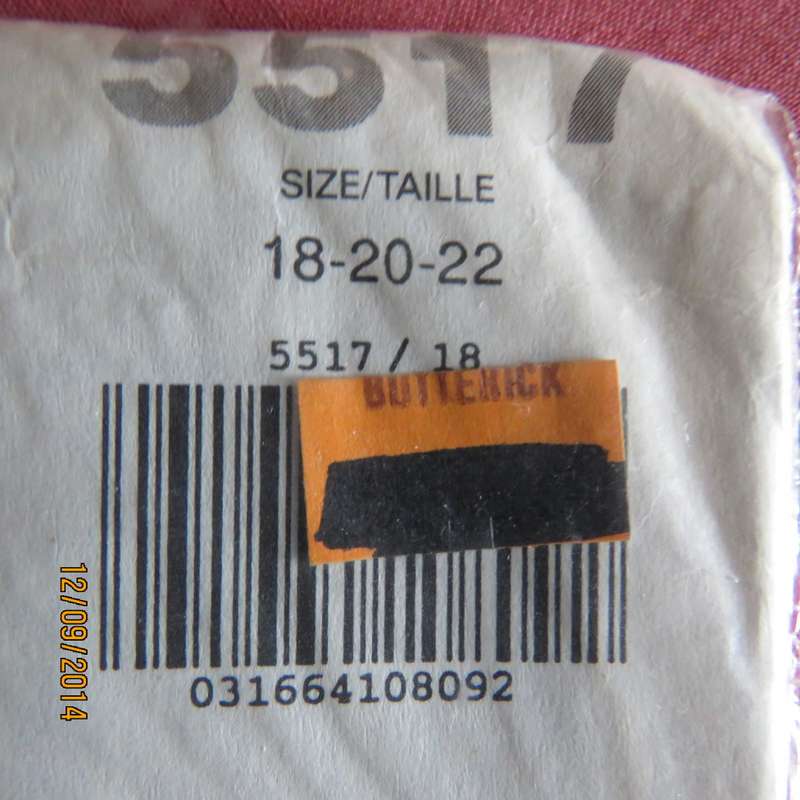 5517
SIZE/TAILLE
18-20-22
5517 / 18
BUTTERICK
031664108092
12/09/2014